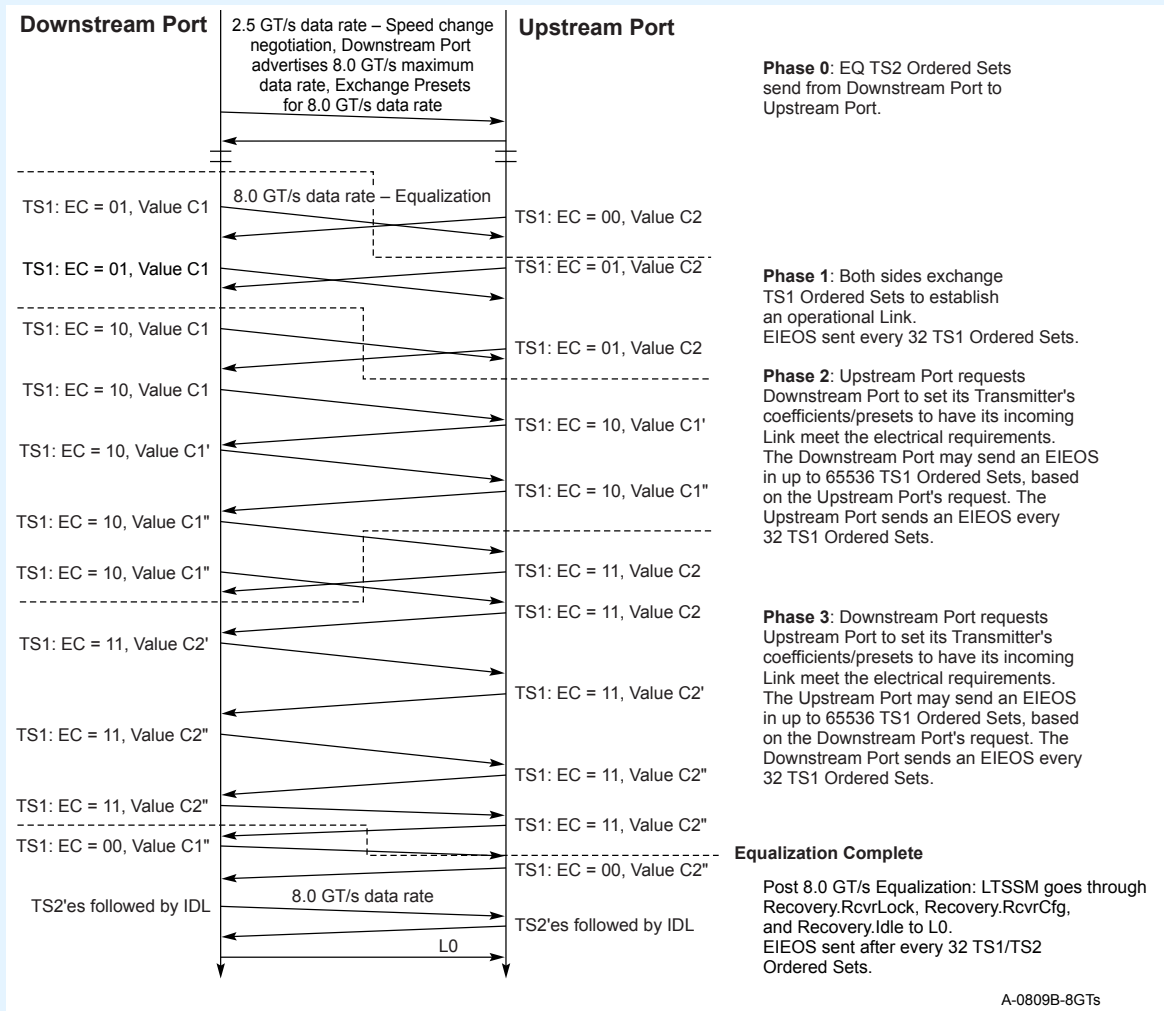 Downstream Port
2.5 GT/s data rate – Speed change
negotiation, Downstream Port
advertises 8.0 GT/s maximum
data rate, Exchange Presets
for 8.0 GT/s data rate
Upstream Port
Phase 0: EQ TS2 Ordered Sets
send from Downstream Port to
Upstream Port.
8.0 GT/s data rate – Equalization
TS1: EC = 01, Value C1
TS1: EC = 00, Value C2
TS1: EC = 01, Value C1
TS1: EC = 01, Value C2
Phase 1: Both sides exchange
TS1 Ordered Sets to establish
an operational Link.
EIEOS sent every 32 TS1 Ordered Sets.
TS1: EC = 10, Value C1
TS1: EC = 01, Value C2
Phase 2: Upstream Port requests
Downstream Port to set its Transmitter's
coefficients/presets to have its incoming
Link meet the electrical requirements.
The Downstream Port may send an EIEOS
in up to 65536 TS1 Ordered Sets, based
on the Upstream Port's request. The
Upstream Port sends an EIEOS every
32 TS1 Ordered Sets.
TS1: EC = 10, Value C1
TS1: EC = 10, Value C1'
TS1: EC = 10, Value C1'
TS1: EC = 10, Value C1"
TS1: EC = 10, Value C1"
TS1: EC = 10, Value C1"
TS1: EC = 11, Value C2
TS1: EC = 11, Value C2
Phase 3: Downstream Port requests
Upstream Port to set its Transmitter's
coefficients/presets to have its incoming
Link meet the electrical requirements.
The Upstream Port may send an EIEOS
in up to 65536 TS1 Ordered Sets, based
on the Downstream Port's request. The
Downstream Port sends an EIEOS every
32 TS1 Ordered Sets.
TS1: EC = 11, Value C2'
TS1: EC = 11, Value C2'
TS1: EC = 11, Value C2"
TS1: EC = 11, Value C2"
TS1: EC = 11, Value C2"
TS1: EC = 11, Value C2"
TS1: EC = 00, Value C1"
Equalization Complete
TS1: EC = 00, Value C2"
Post 8.0 GT/s Equalization: LTSSM goes through
Recovery.RcvrLock, Recovery.RcvrCfg,
and Recovery.Idle to L0.
EIEOS sent after every 32 TS1/TS2
Ordered Sets.
8.0 GT/s data rate
TS2'es followed by IDL
TS2'es followed by IDL
L0
A-0809B-8GTs